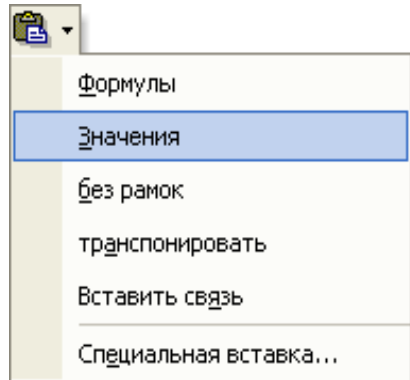 Формулы
Значения
без рамок
транспонировать
Вставить связь
Специальная вставка...